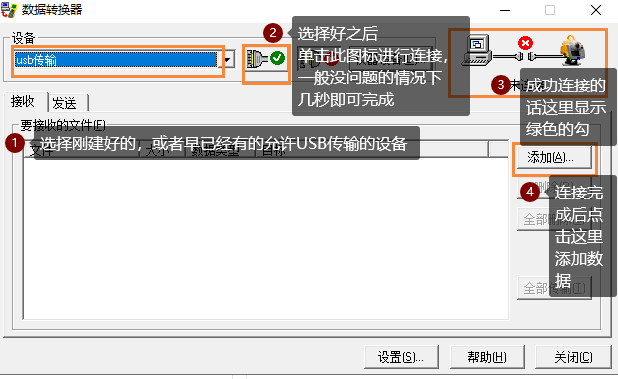 数据转换器
设备
usb传输
2
选择好之后
单击此图标进行连接，
一般没问题的情况下
几秒即可完成
3
成功连接的
话这里显示
绿色的勾
接收
发送
要接收的文件(E)
1
选择刚建好的，或者早已经有的允许USB传输的设备
文件
大小
数据类型
目标
添加(A)...
4
连接完
成后点
击这里
添加数
据
全部传输(T)
设置(S)...
帮助(H)
关闭(C)